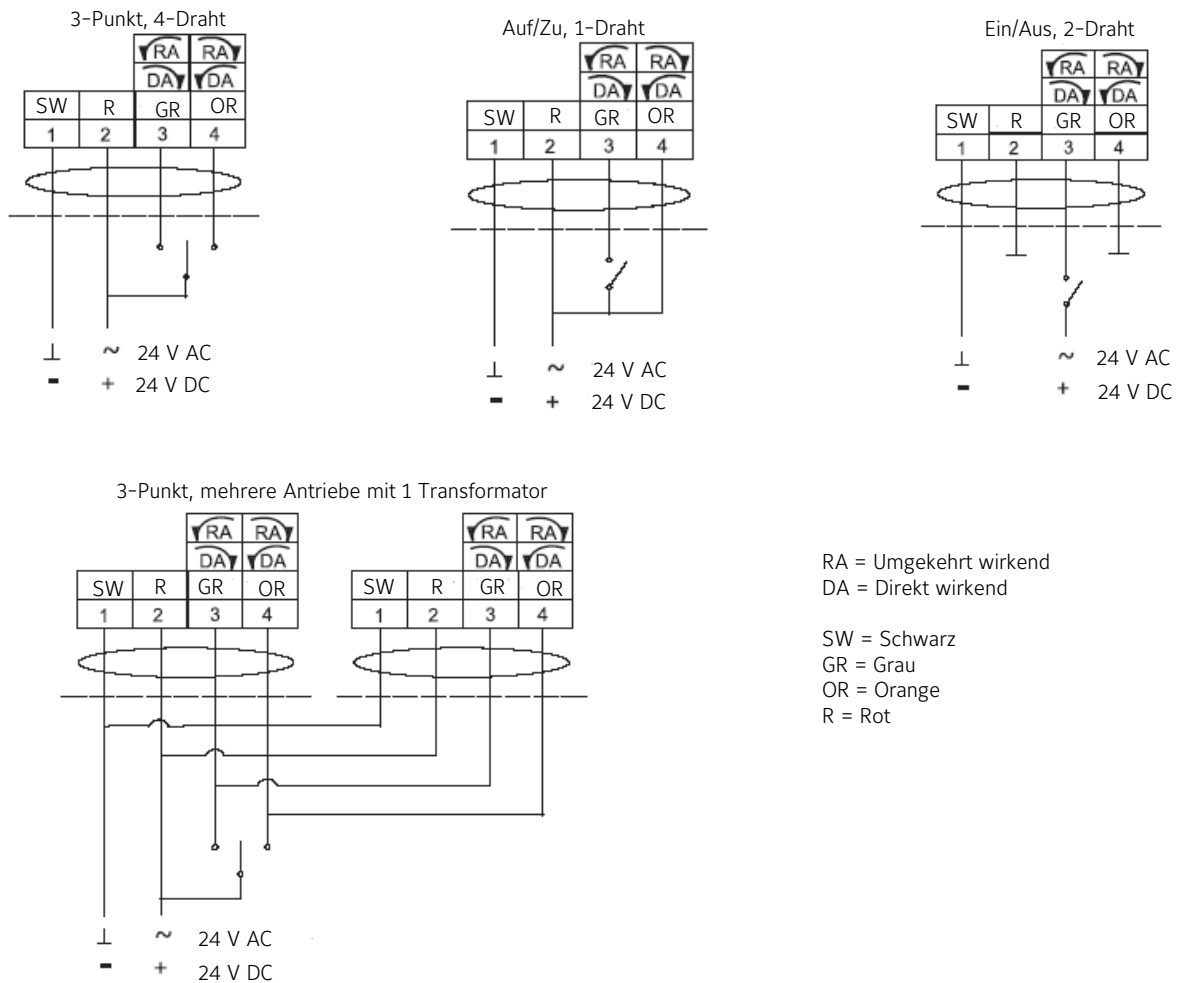 3-Punkt, 4-Draht
RA RA
DA DA
SW R GR OR
1 2 3 4
⊥ ~ 24 V AC
- + 24 V DC
Auf/Zu, 1-Draht
RA RA
DA DA
SW R GR OR
1 2 3 4
⊥ ~ 24 V AC
- + 24 V DC
Ein/Aus, 2-Draht
RA RA
DA DA
SW R GR OR
1 2 3 4
⊥ ~ 24 V AC
- + 24 V DC
3-Punkt, mehrere Antriebe mit 1 Transformator
RA RA
DA DA
SW R GR OR
1 2 3 4
RA RA
DA DA
SW R GR OR
1 2 3 4
⊥ ~ 24 V AC
- + 24 V DC
RA = Umgekehrt wirkend
DA = Direkt wirkend
SW = Schwarz
GR = Grau
OR = Orange
R = Rot